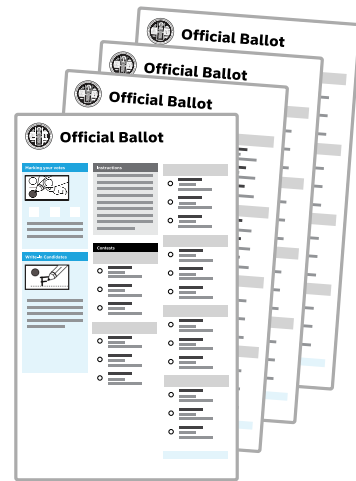 Official Ballot
Official Ballot
Official Ballot
Official Ballot
Marking your votes
Instructions
Write-in Candidates
Contests